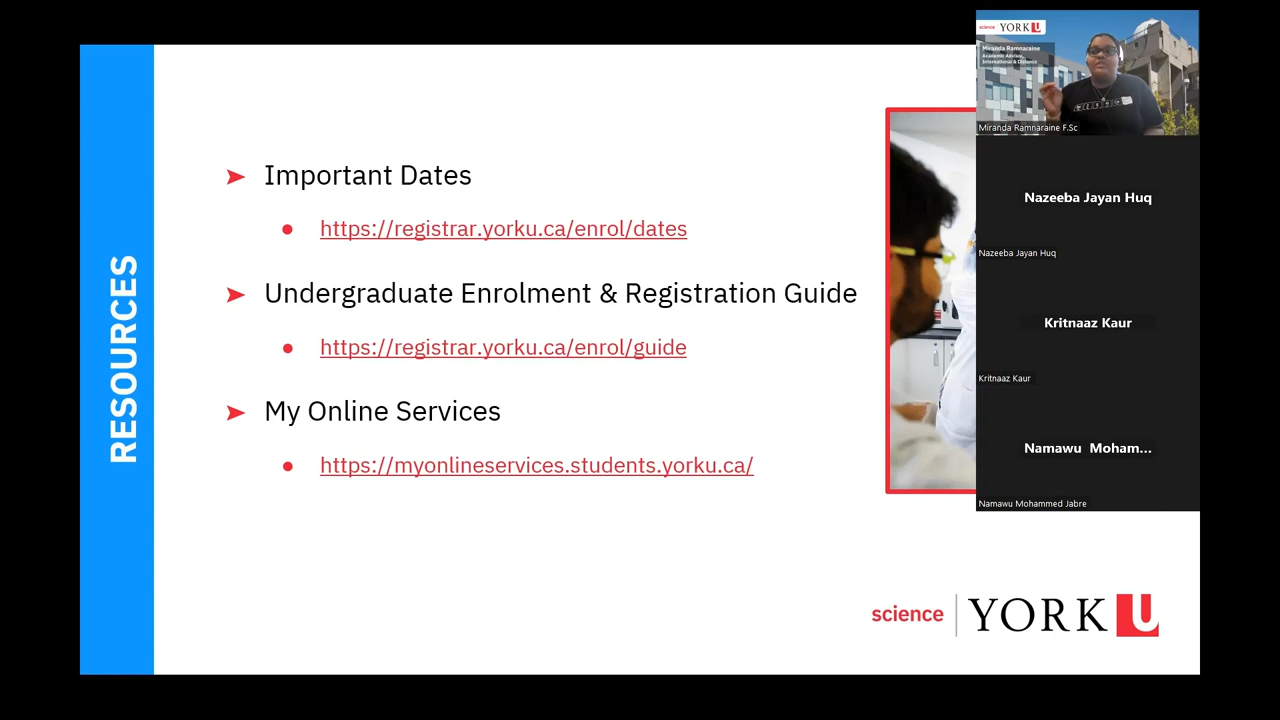 RESOURCES
Important Dates
https://registrar.yorku.ca/enrol/dates
Undergraduate Enrolment & Registration Guide
https://registrar.yorku.ca/enrol/guide
My Online Services
https://myonlineservices.students.yorku.ca/
science YORK U
science YORK U
Miranda Ramnaraine
Academic Advisor,
International & Distance
Miranda Ramnaraine F.Sc
Nazeeba Jayan Huq
Nazeeba Jayan Huq
Kritnaaz Kaur
Kritnaaz Kaur
Namawu Moham...
Namawu Mohammed Jabre